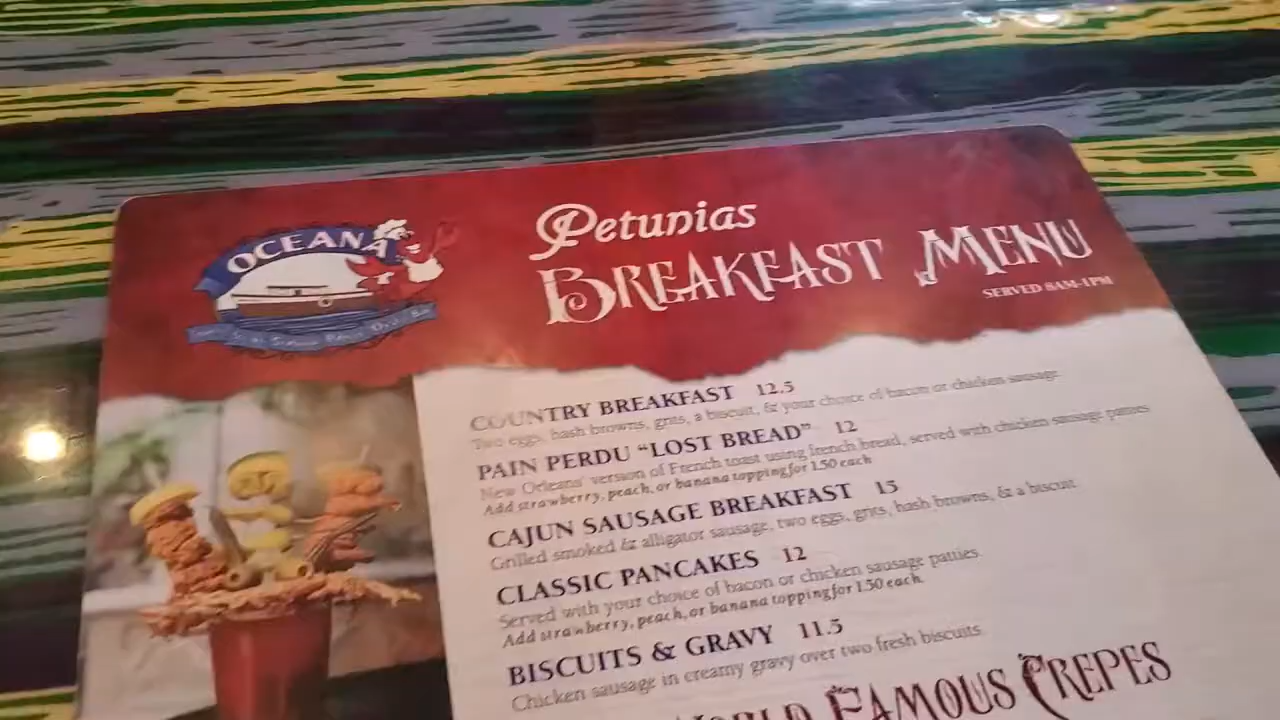 OCEANA
Petunias
BREAKFAST MENU
SERVED 8AM-1PM
COUNTRY BREAKFAST 12.5
Two eggs, hash browns, grits, a biscuit, & your choice of bacon or chicken sausage
PAIN PERDU “LOST BREAD” 12
New Orleans' version of French toast using french bread, served with chicken sausage patties
Add strawberry, peach, or banana topping for 1.50 each
CAJUN SAUSAGE BREAKFAST 15
Grilled smoked & alligator sausage, two eggs, grits, hash browns, & a biscuit
CLASSIC PANCAKES 12
Served with your choice of bacon or chicken sausage patties
Add strawberry, peach, or banana topping for 1.50 each.
BISCUITS & GRAVY 11.5
Chicken sausage in creamy gravy over two fresh biscuits
WORLD FAMOUS CREPES